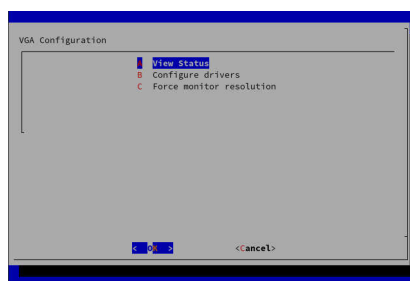 VGA Configuration
A View Status
B Configure drivers
C Force monitor resolution
< OK > <Cancel>